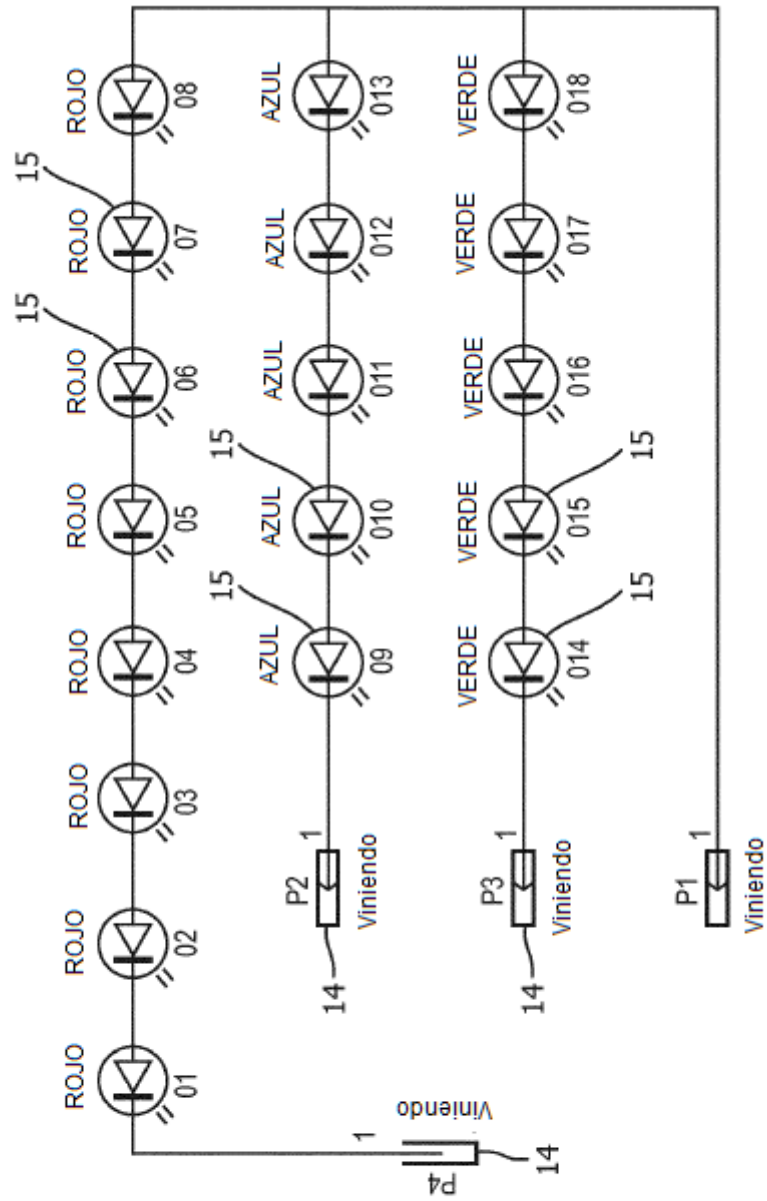 15 15
ROJO ROJO ROJO ROJO ROJO ROJO ROJO ROJO
01 02 03 04 05 06 07 08
15 15
AZUL AZUL AZUL AZUL AZUL
P2 1
14
Viniendo
09 010 011 012 013
1
P4
Viniendo
14
VERDE VERDE VERDE VERDE VERDE
P3 1
14
Viniendo
014 015 016 017 018
15 15
P1 1
Viniendo